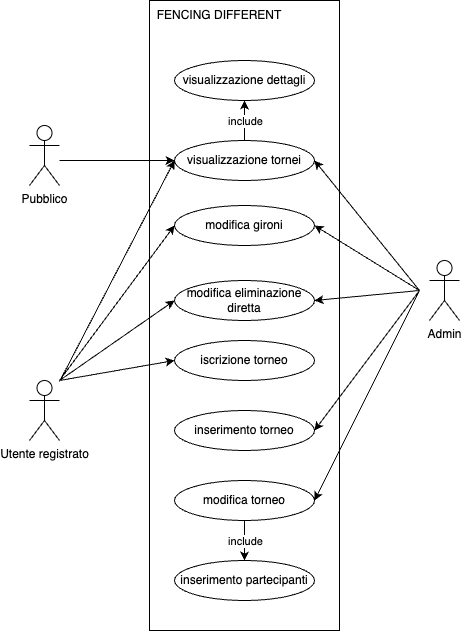 FENCING DIFFERENT
visualizzazione dettagli
include
visualizzazione tornei
Pubblico
modifica gironi
modifica eliminazione
diretta
Admin
iscrizione torneo
Utente registrato
inserimento torneo
modifica torneo
include
inserimento partecipanti